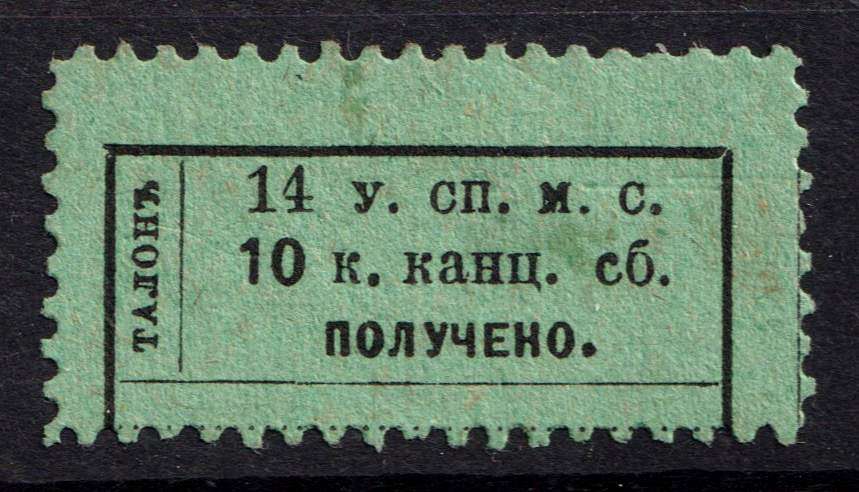 ТАЛОНЪ
14 У. СП. М. С.
10 К. КАНЦ. СБ.
ПОЛУЧЕНО.